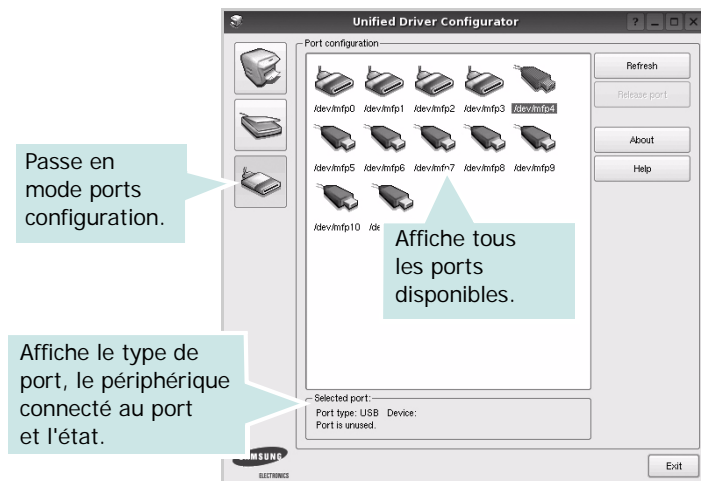 Unified Driver Configurator
Port configuration
/dev/mfp0 /dev/mfp1 /dev/mfp2 /dev/mfp3 /dev/mfp4
/dev/mfp5 /dev/mfp6 /dev/mfp7 /dev/mfp8 /dev/mfp9
/dev/mfp10
Refresh
Release port
About
Help
Passe en
mode ports
configuration.
Affiche tous
les ports
disponibles.
Affiche le type de
port, le périphérique
connecté au port
et l'état.
Selected port:
Port type: USB Device:
Port is unused.
ELECTRONICS
Exit